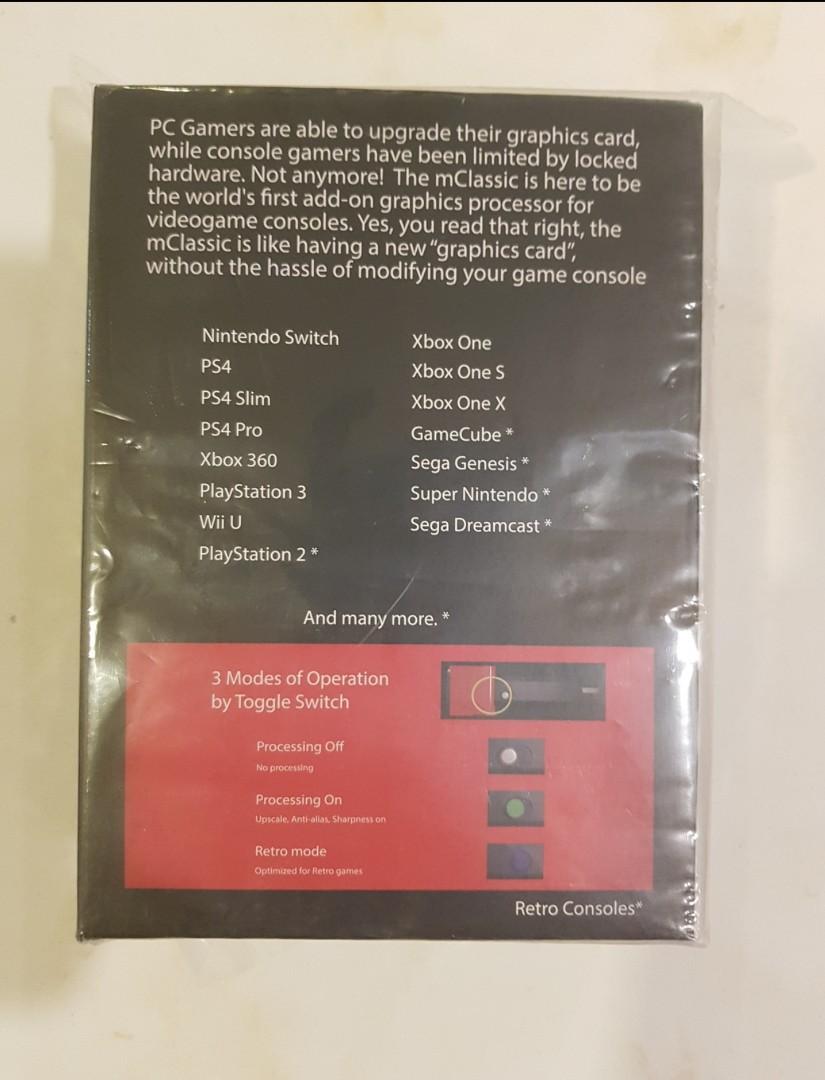 PC Gamers are able to upgrade their graphics card,
while console gamers have been limited by locked
hardware. Not anymore! The mClassic is here to be
the world's first add-on graphics processor for
videogame consoles. Yes, you read that right, the
mClassic is like having a new "graphics card",
without the hassle of modifying your game console
Nintendo Switch
PS4
PS4 Slim
PS4 Pro
Xbox 360
PlayStation 3
Wii U
PlayStation 2 *
Xbox One
Xbox One S
Xbox One X
GameCube *
Sega Genesis *
Super Nintendo *
Sega Dreamcast *
And many more. *
3 Modes of Operation
by Toggle Switch
Processing Off
No processing
Processing On
Upscale, Anti-alias, Sharpness on
Retro mode
Optimized for Retro games
Retro Consoles*